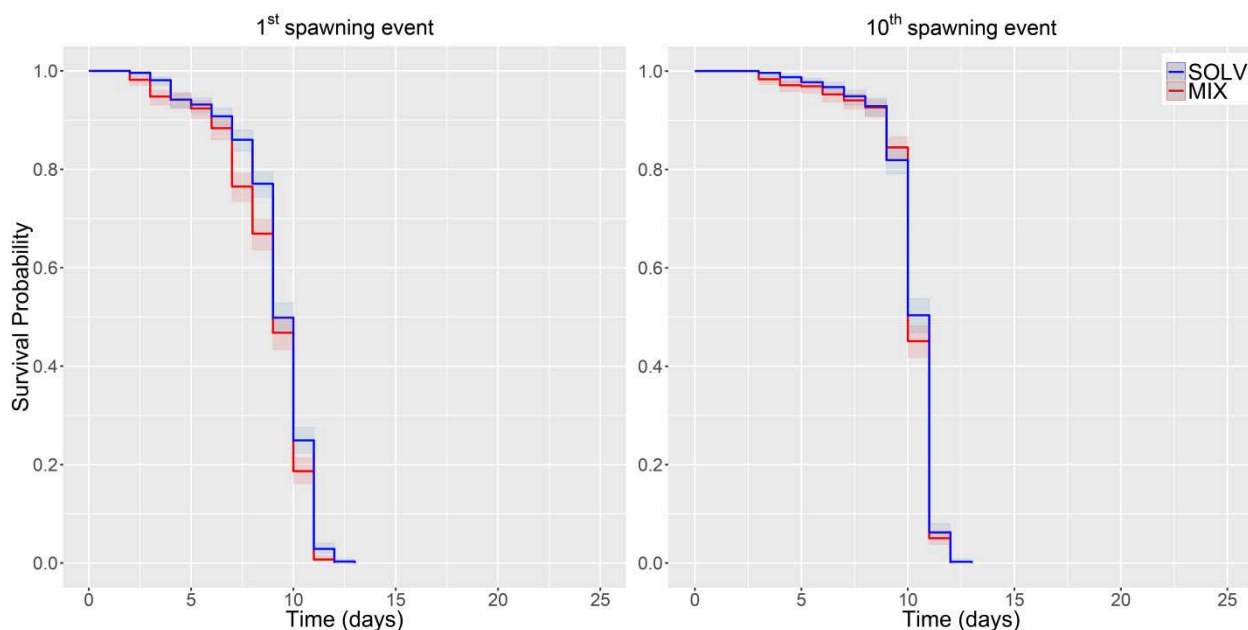 1st spawning event
10th spawning event
SOLV
MIX
Survival Probability
1.0
0.8
0.6
0.4
0.2
0.0
0 5 10 15 20 25
Time (days)
1.0
0.8
0.6
0.4
0.2
0.0
0 5 10 15 20 25
Time (days)